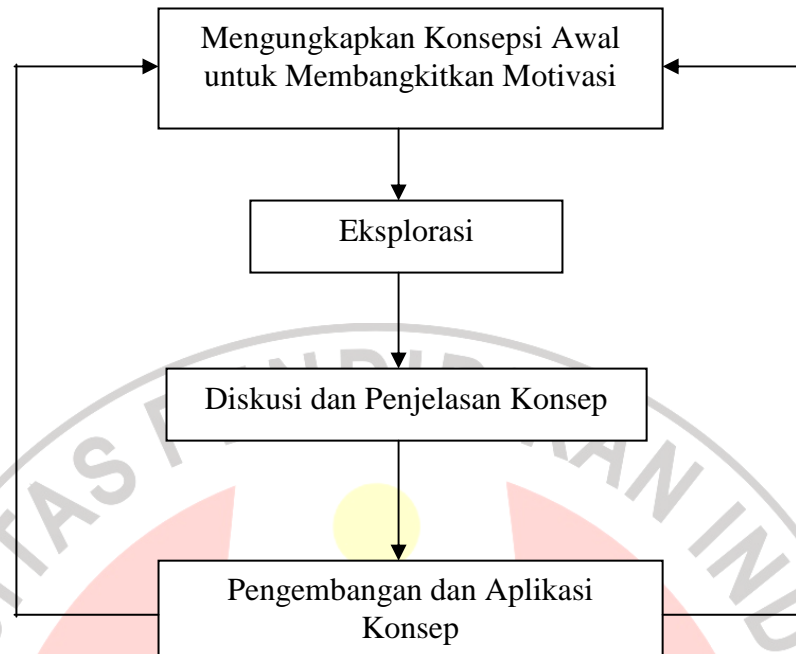 Mengungkapkan Konsepsi Awal
untuk Membangkitkan Motivasi
Eksplorasi
Diskusi dan Penjelasan Konsep
Pengembangan dan Aplikasi
Konsep